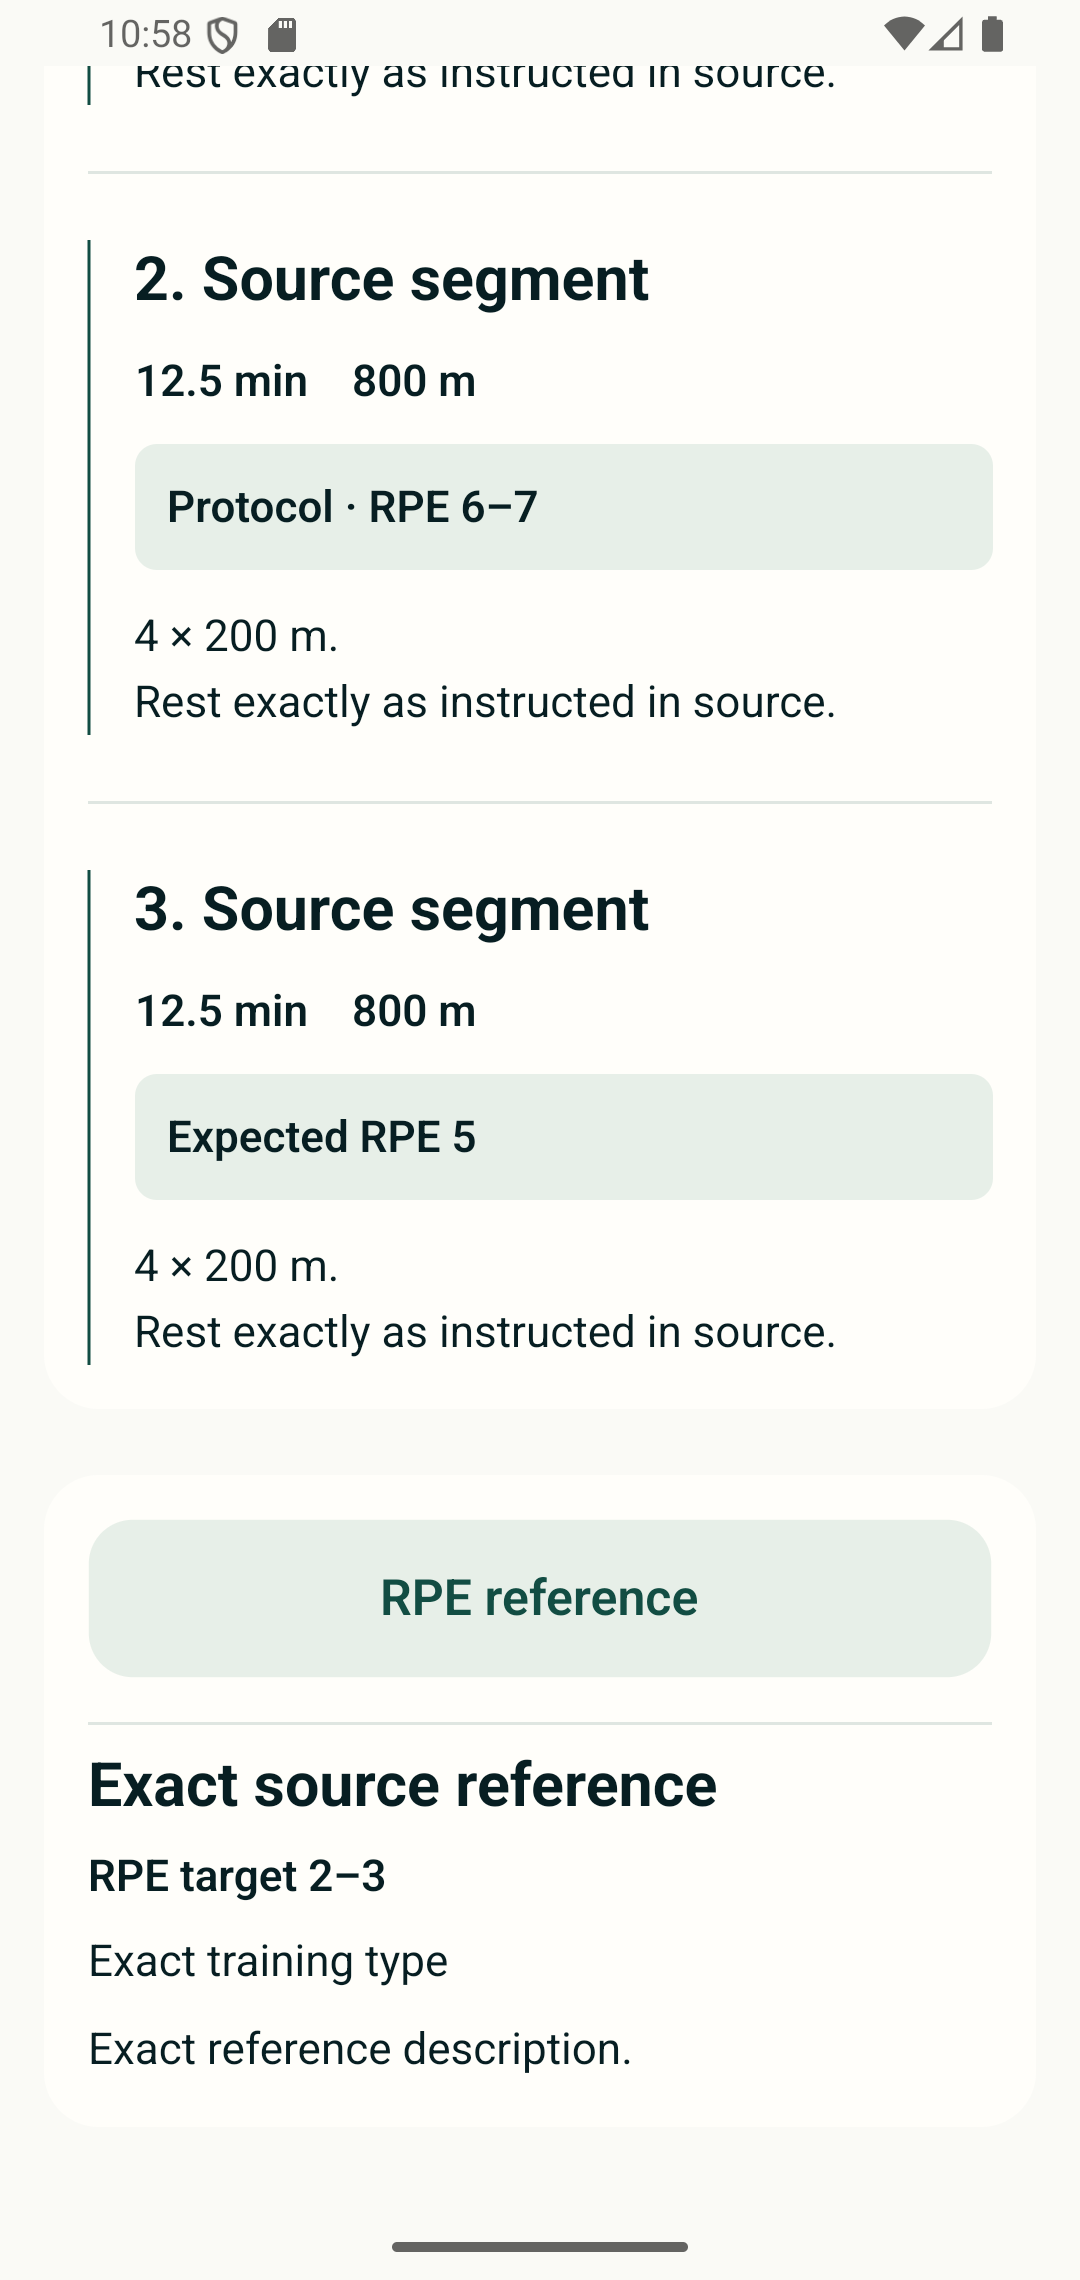 10:58
Rest exactly as instructed in source.
2. Source segment
12.5 min 800 m
Protocol · RPE 6–7
4 × 200 m.
Rest exactly as instructed in source.
3. Source segment
12.5 min 800 m
Expected RPE 5
4 × 200 m.
Rest exactly as instructed in source.
RPE reference
Exact source reference
RPE target 2–3
Exact training type
Exact reference description.